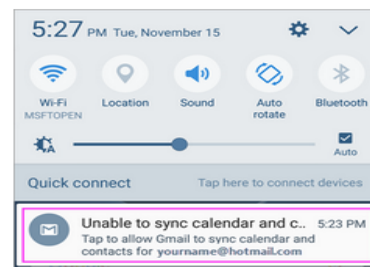 5:27 PM Tue, November 15
Wi-Fi Location Sound Auto rotate Bluetooth
MSFTOPEN
A Auto
Quick connect Tap here to connect devices
Unable to sync calendar and c.. 5:23 PM
Tap to allow Gmail to sync calendar and
contacts for yourname@hotmail.com